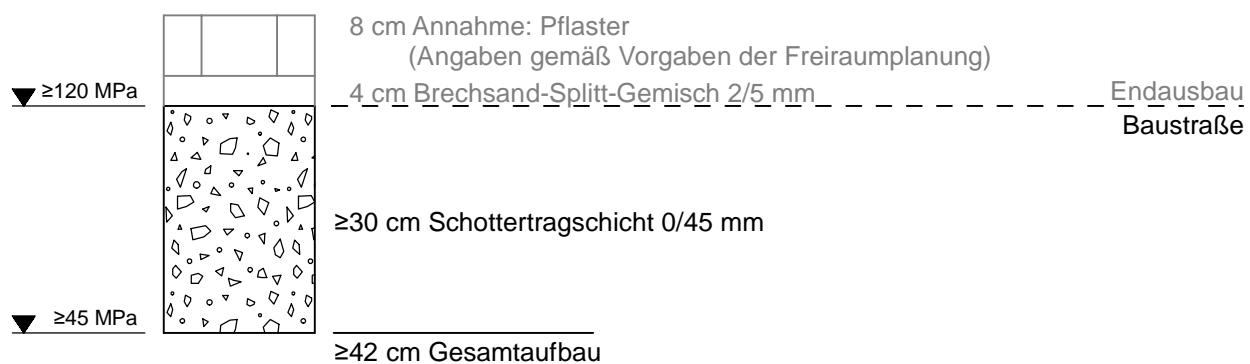 8 cm Annahme: Pflaster
(Angaben gemäß Vorgaben der Freiraumplanung)
≥120 MPa
4 cm Brechsand-Splitt-Gemisch 2/5 mm
Endausbau
Baustraße
≥30 cm Schottertragschicht 0/45 mm
≥45 MPa
≥42 cm Gesamtaufbau